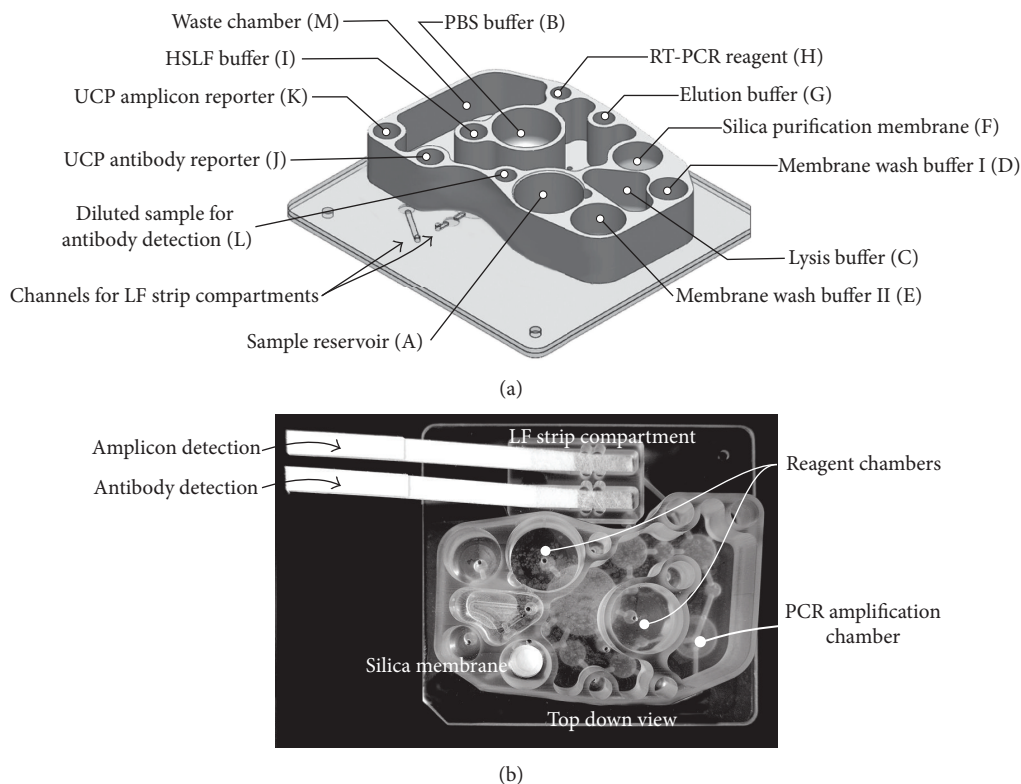 Waste chamber (M)
PBS buffer (B)
HSLF buffer (I)
RT-PCR reagent (H)
UCP amplicon reporter (K)
Elution buffer (G)
Silica purification membrane (F)
UCP antibody reporter (J)
Membrane wash buffer I (D)
Diluted sample for
antibody detection (L)
Lysis buffer (C)
Channels for LF strip compartments
Membrane wash buffer II (E)
Sample reservoir (A)
(a)
Amplicon detection
LF strip compartment
Reagent chambers
Antibody detection
PCR amplification
chamber
Silica membrane
Top down view
(b)